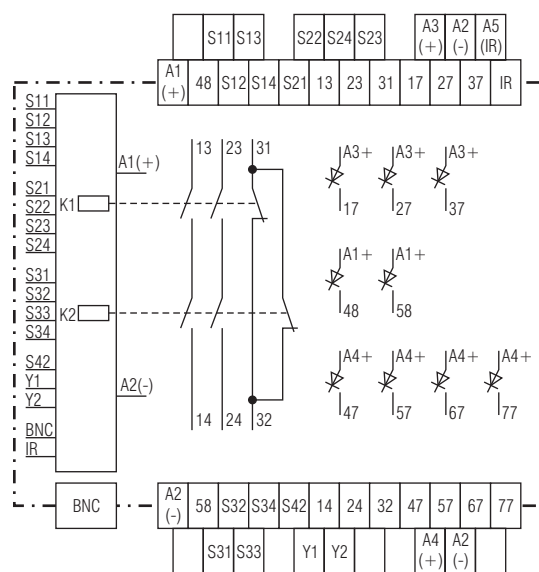 S11 S13 S22 S24 S23 A3 (+) A2 (-) A5 (IR)
A1 (+) 48 S12 S14 S21 13 23 31 17 27 37 IR
S11
S12
S13
S14
A1(+)
S21
K1
S22
S23
S24
S31
S32
S33
K2
S34
S42
Y1
A2(-)
Y2
BNC
IR
13 23 31
14 24 32
A3+ A3+ A3+
17 27 37
A1+ A1+
48 58
A4+ A4+ A4+ A4+
47 57 67 77
BNC
A2 (-) 58 S32 S34 S42 14 24 32 47 57 67 77
S31 S33 Y1 Y2 A4 (+) A2 (-)